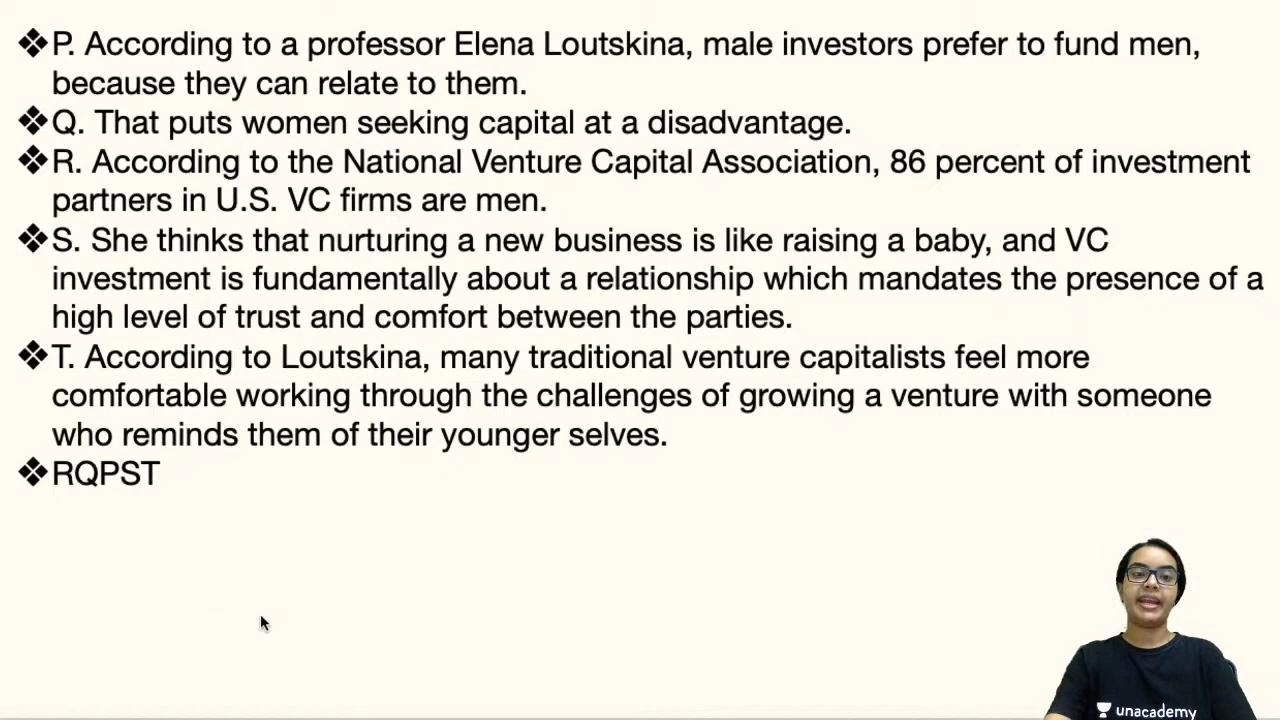 ❖P. According to a professor Elena Loutskina, male investors prefer to fund men,
because they can relate to them.
❖Q. That puts women seeking capital at a disadvantage.
❖R. According to the National Venture Capital Association, 86 percent of investment
partners in U.S. VC firms are men.
❖S. She thinks that nurturing a new business is like raising a baby, and VC
investment is fundamentally about a relationship which mandates the presence of a
high level of trust and comfort between the parties.
❖T. According to Loutskina, many traditional venture capitalists feel more
comfortable working through the challenges of growing a venture with someone
who reminds them of their younger selves.
❖RQPST
unacademy